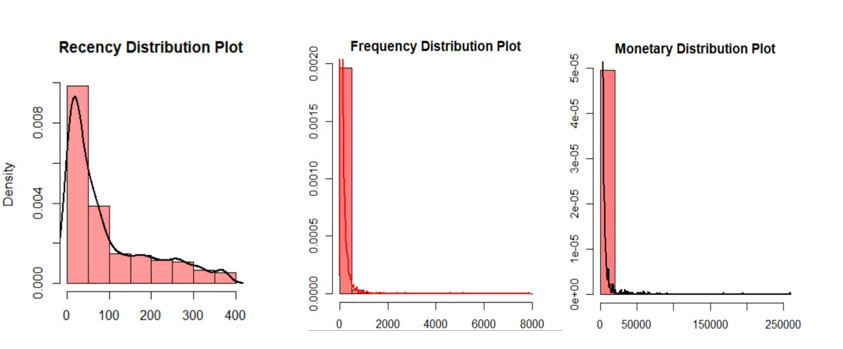 Recency Distribution Plot
Frequency Distribution Plot
Monetary Distribution Plot
Density
0.000 0.004 0.008
0 100 200 300 400
0.0000 0.0005 0.0010 0.0015 0.0020
0 2000 4000 6000 8000
0e+00 1e-05 2e-05 3e-05 4e-05 5e-05
0 50000 150000 250000